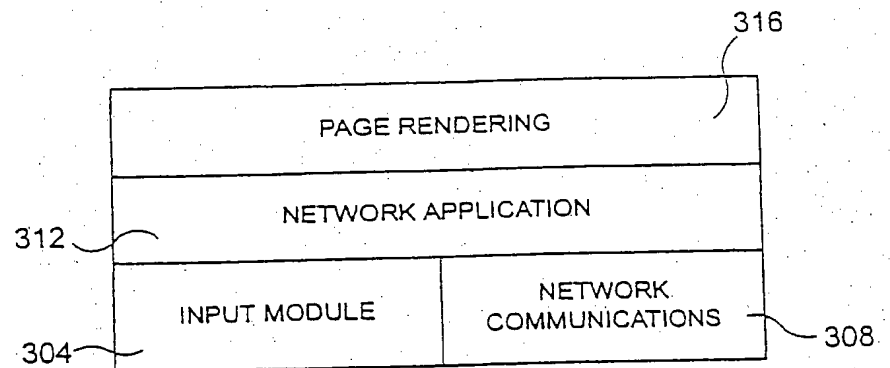 316
PAGE RENDERING
NETWORK APPLICATION
312
INPUT MODULE
NETWORK
COMMUNICATIONS
304
308